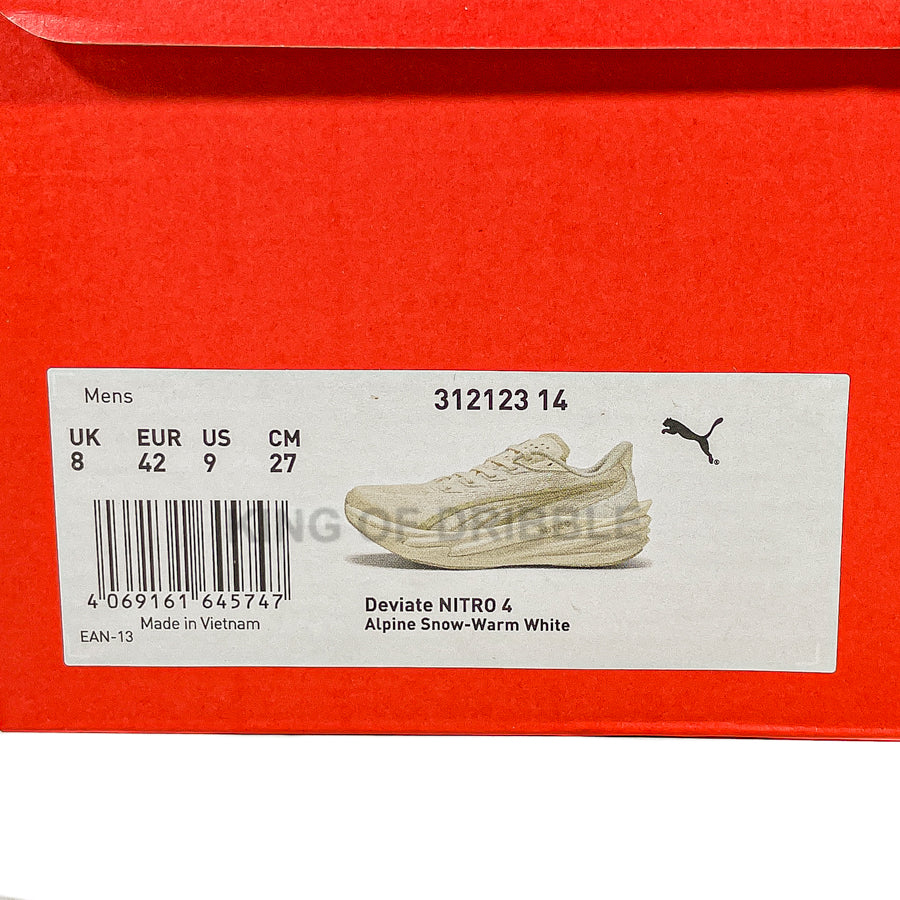 Mens
312123 14
UK EUR US CM
8 42 9 27
KING OF DRIBBLE
4 069161 645747
Made in Vietnam
EAN-13
Deviate NITRO 4
Alpine Snow-Warm White